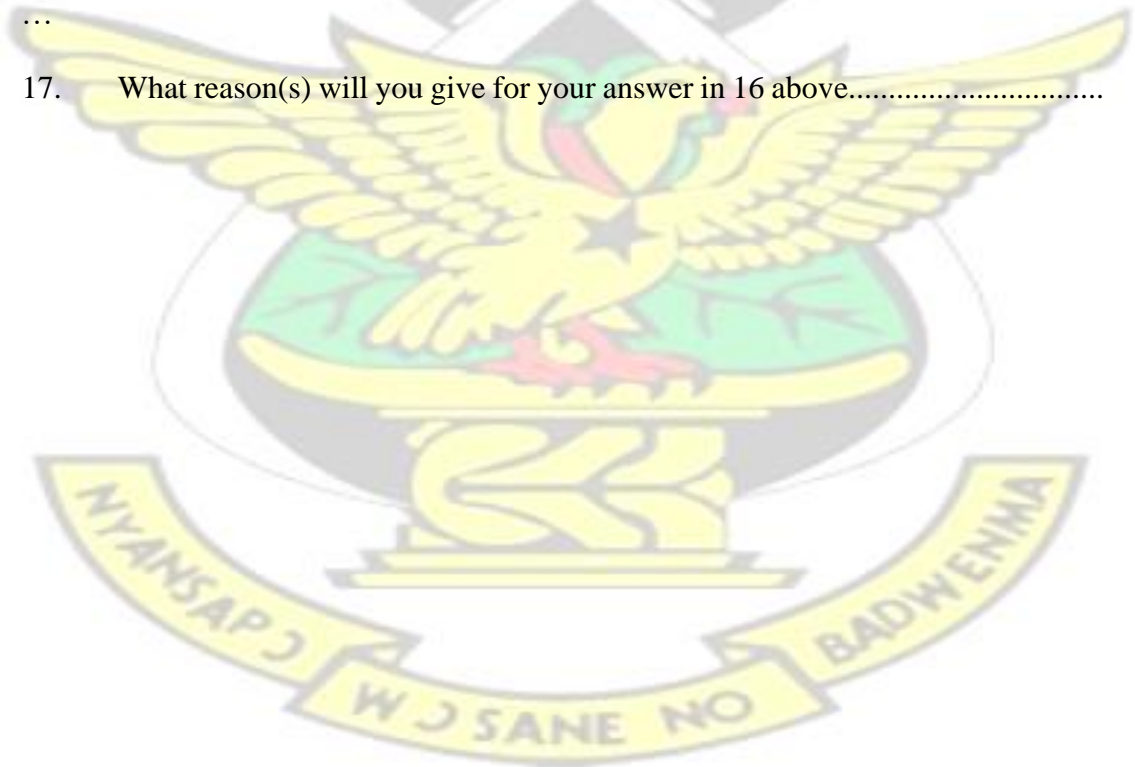 …
17. What reason(s) will you give for your answer in 16 above................................
NYANSAPƆ
WƆSANE NO
BADWENMA